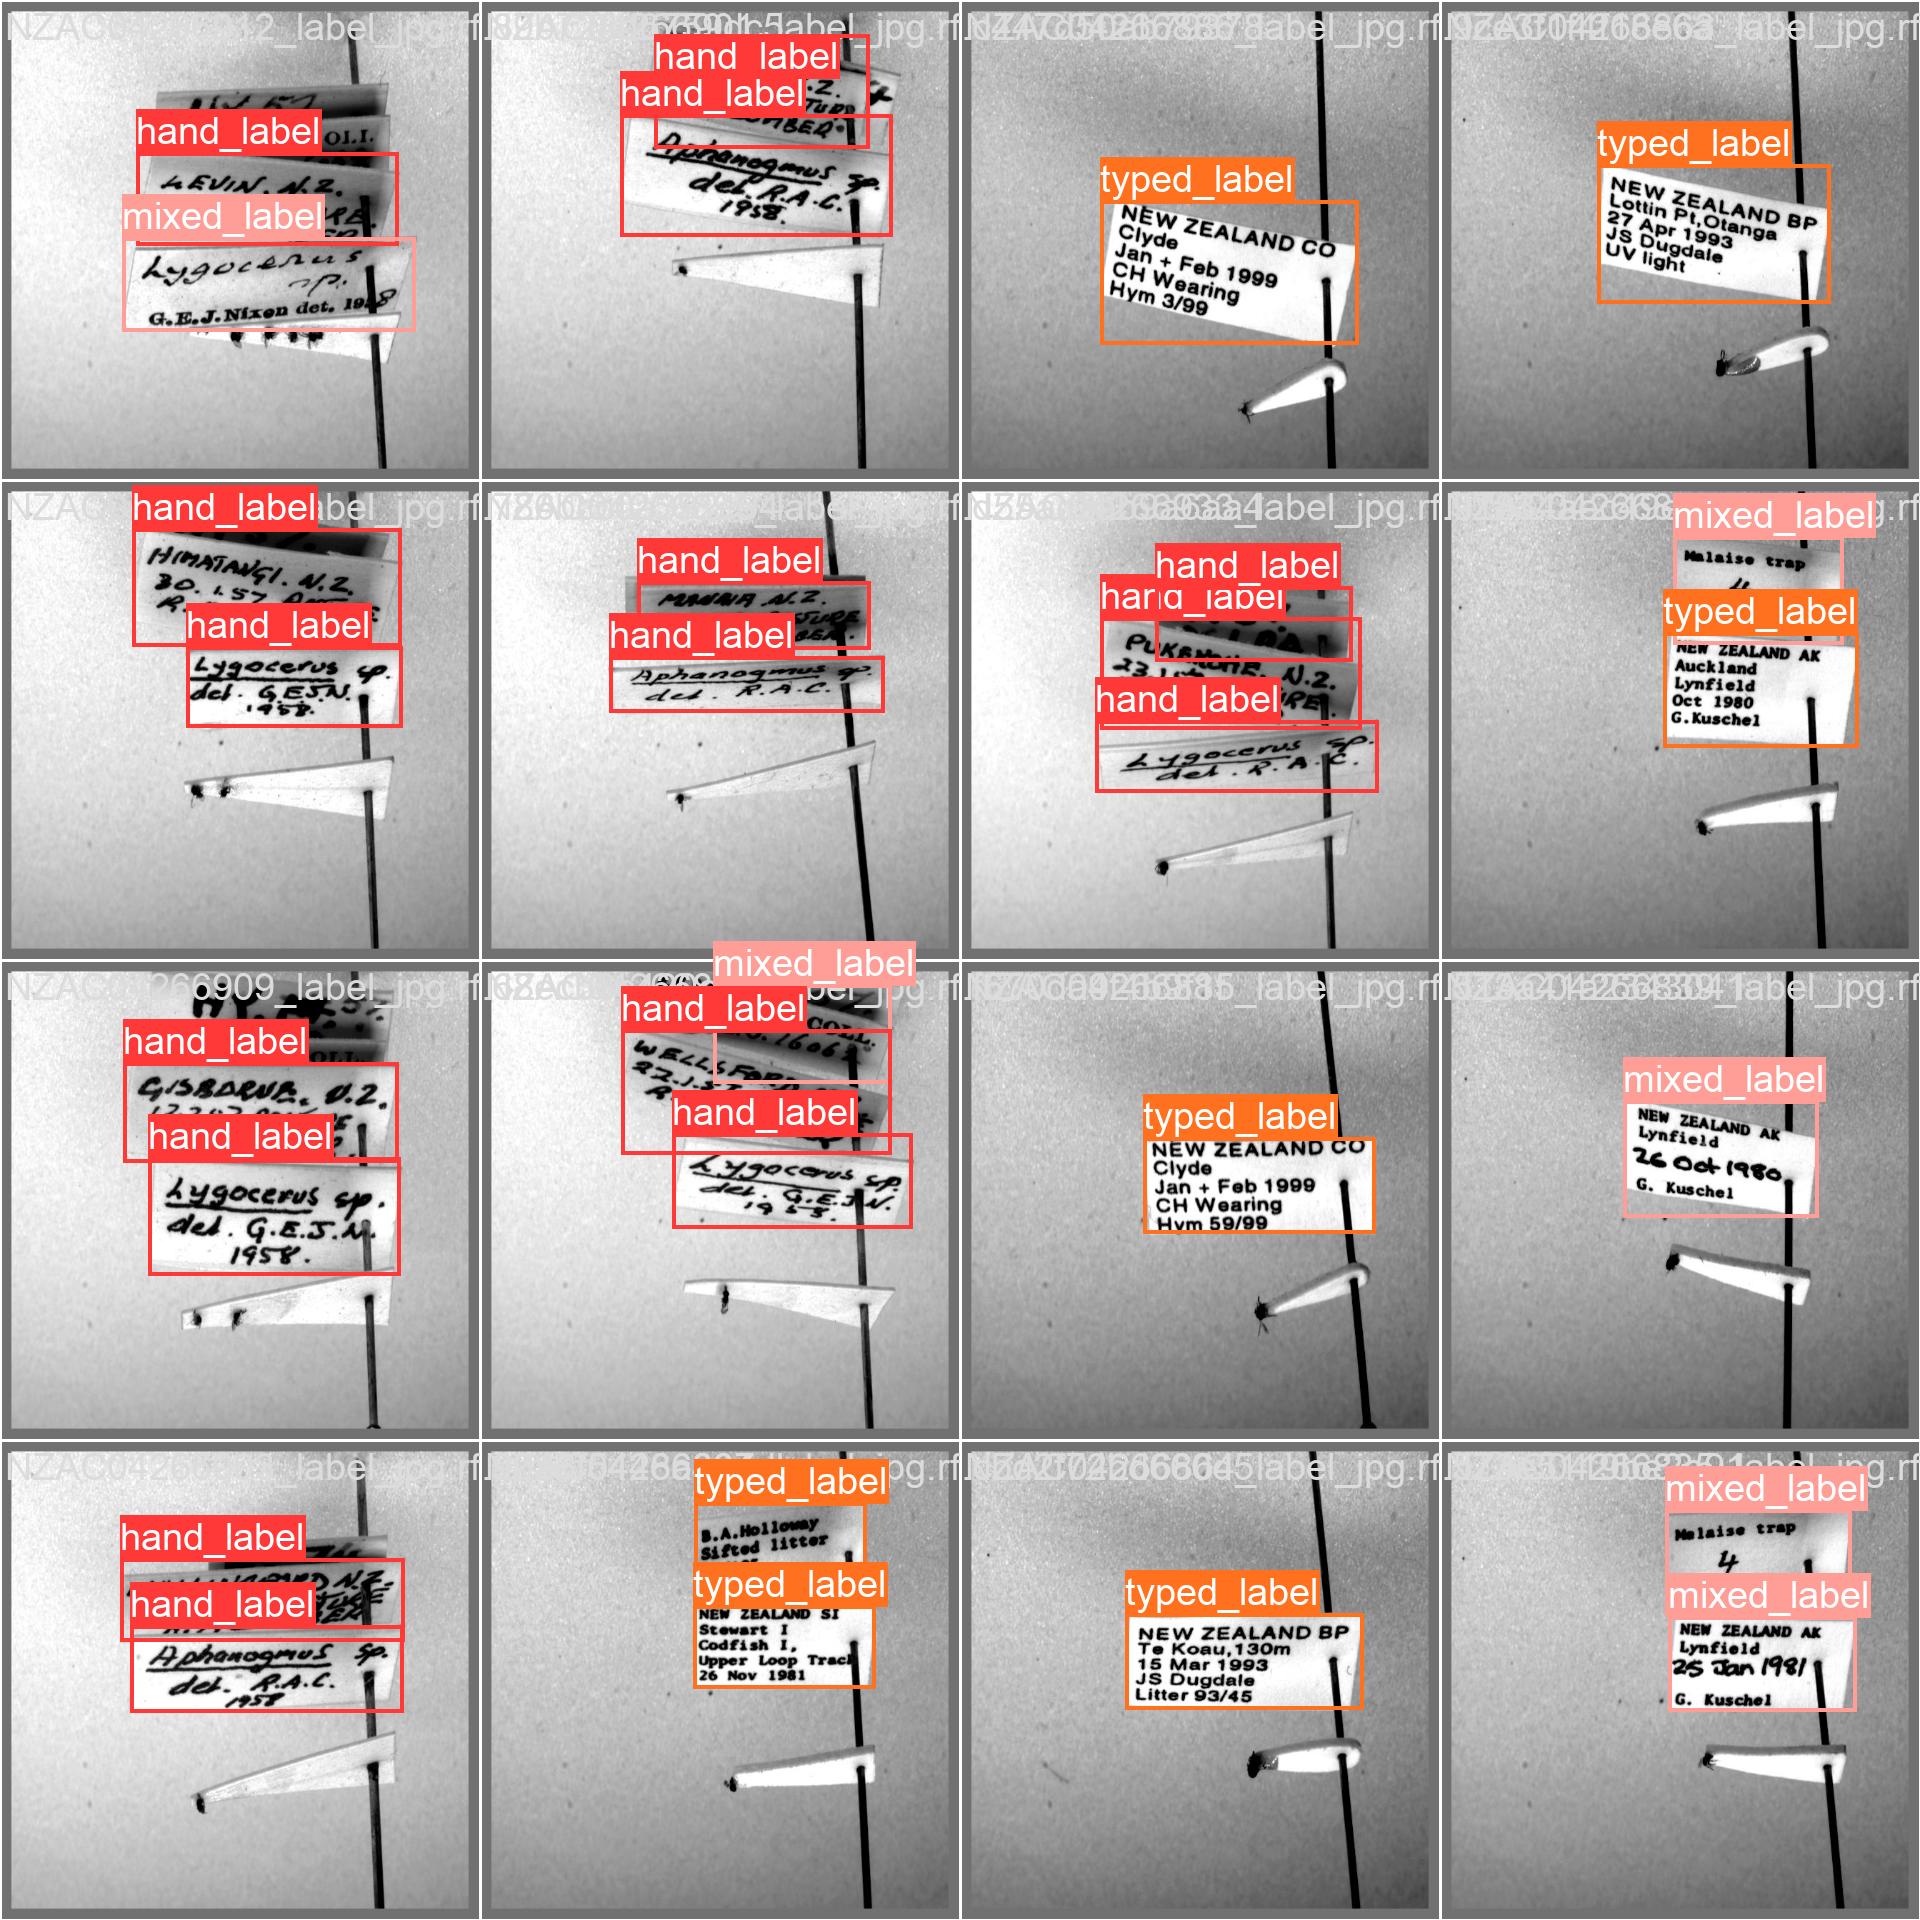 hand_label
OLI.
LEVIN. N.Z.
mixed_label
Lygocerus
sp.
G.E.J.Nixon det. 1958
hand_label
hand_label
Aphanogmus sp.
det. R.A.C.
1958.
typed_label
NEW ZEALAND CO
Clyde
Jan + Feb 1999
CH Wearing
Hym 3/99
typed_label
NEW ZEALAND BP
Lottin Pt,Otanga
27 Apr 1993
JS Dugdale
UV light
hand_label
HIMATANGI. N.Z.
30. 1.57
hand_label
Lygocerus sp.
det. G.E.J.N.
1958.
hand_label
N.Z.
hand_label
Aphanogmus sp.
det. R.A.C.
hand_label
hand_label
N.Z.
hand_label
Lygocerus sp.
det. R.A.C.
mixed_label
Malaise trap
typed_label
NEW ZEALAND AK
Auckland
Lynfield
Oct 1980
G.Kuschel
hand_label
GISBORNE. N.Z.
hand_label
Lygocerus sp.
det. G.E.J.N.
1958.
mixed_label
hand_label
COLL.
hand_label
Lygocerus sp.
det. G.E.J.N.
1958.
typed_label
NEW ZEALAND CO
Clyde
Jan + Feb 1999
CH Wearing
Hym 59/99
mixed_label
NEW ZEALAND AK
Lynfield
26 Oct 1980
G. Kuschel
hand_label
N.Z.
hand_label
Aphanogmus sp.
det. R.A.C.
1958
typed_label
B.A.Holloway
Sifted litter
typed_label
NEW ZEALAND SI
Stewart I
Codfish I,
Upper Loop Track
26 Nov 1981
typed_label
NEW ZEALAND BP
Te Koau,130m
15 Mar 1993
JS Dugdale
Litter 93/45
mixed_label
Malaise trap
4
mixed_label
NEW ZEALAND AK
Lynfield
25 Jan 1981
G. Kuschel